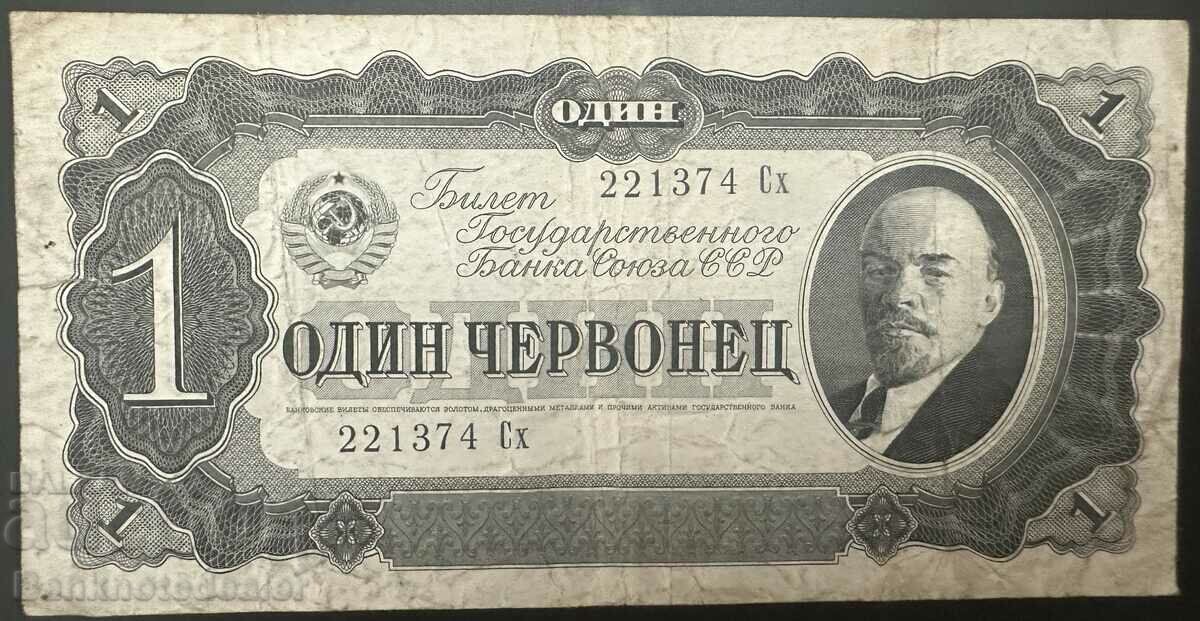 1
ОДИН
1
221374 Сх
Билет
Государственного
Банка Союза ССР
1
ОДИН
ОДИН ЧЕРВОНЕЦ
БАНКОВСКИЕ БИЛЕТЫ ОБЕСПЕЧИВАЮТСЯ ЗОЛОТОМ, ДРАГОЦЕННЫМИ МЕТАЛЛАМИ И ПРОЧИМИ АКТИВАМИ ГОСУДАРСТВЕННОГО БАНКА
221374 Сх
1
1
Banknotedealer